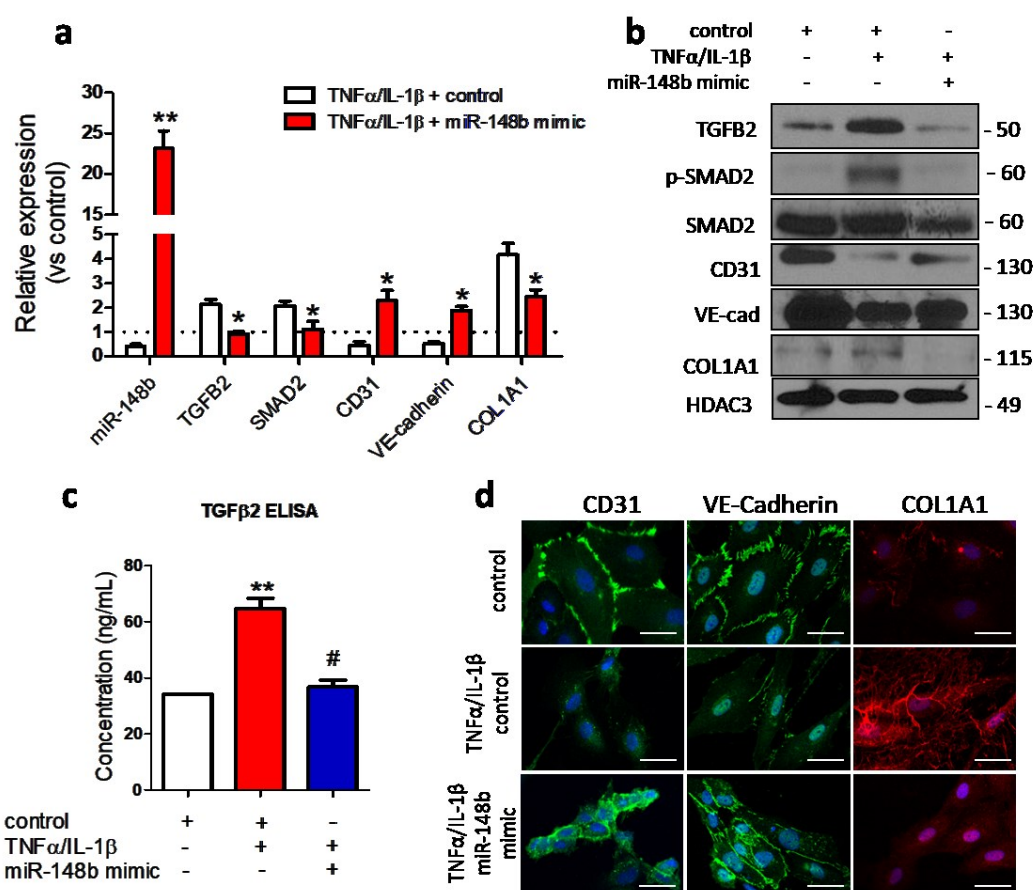 a
TNFα/IL-1β + control
TNFα/IL-1β + miR-148b mimic
Relative expression
(vs control)
30
25
20
15
5
4
3
2
1
0
**
*
*
*
*
*
miR-148b
TGFB2
SMAD2
CD31
VE-cadherin
COL1A1
b
control + + -
TNFα/IL-1β - + +
miR-148b mimic - - +
TGFB2 - 50
p-SMAD2 - 60
SMAD2 - 60
CD31 - 130
VE-cad - 130
COL1A1 - 115
HDAC3 - 49
c
TGFβ2 ELISA
Concentration (ng/mL)
80
60
40
20
0
**
#
control + + -
TNFα/IL-1β - + +
miR-148b mimic - - +
d
CD31 VE-Cadherin COL1A1
control
TNFα/IL-1β
control
TNFα/IL-1β
miR-148b
mimic